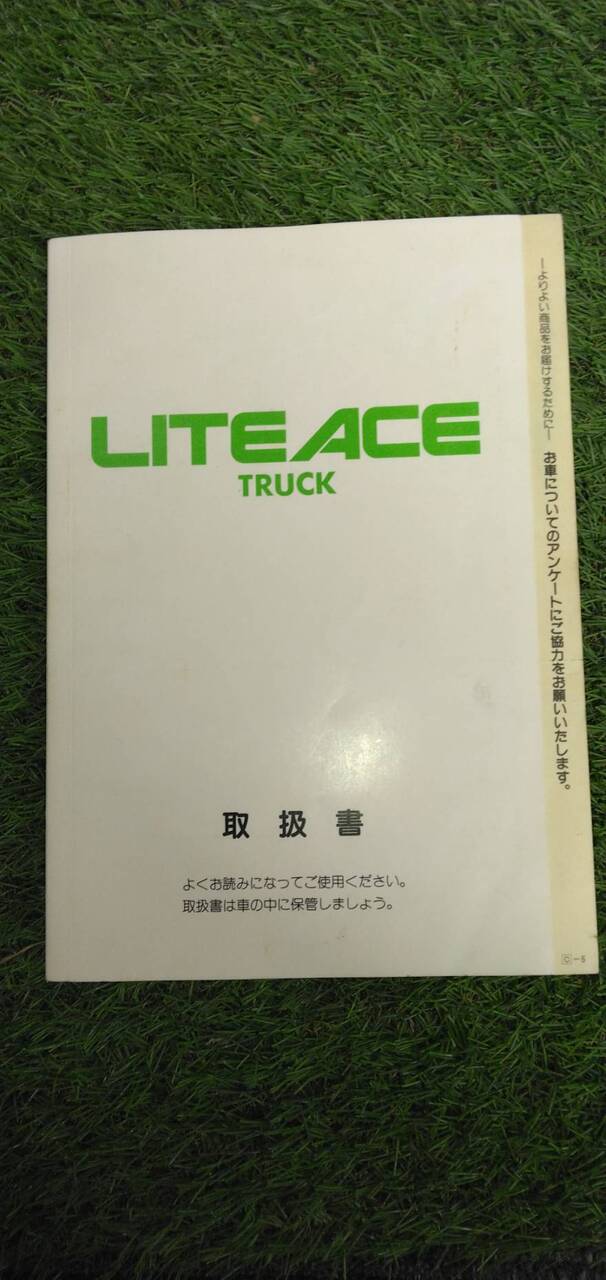 LITEACE
TRUCK
取扱書
よくお読みになってご使用ください。
取扱書は車の中に保管しましょう。
―よりよい商品をお届けするために― お車についてのアンケートにご協力をお願いいたします。
C-5